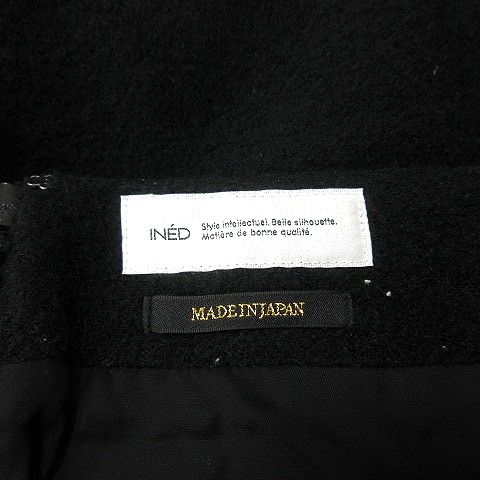 INÉD
Style intellectuel. Belle silhouette.
Matière de bonne qualité.
MADE IN JAPAN